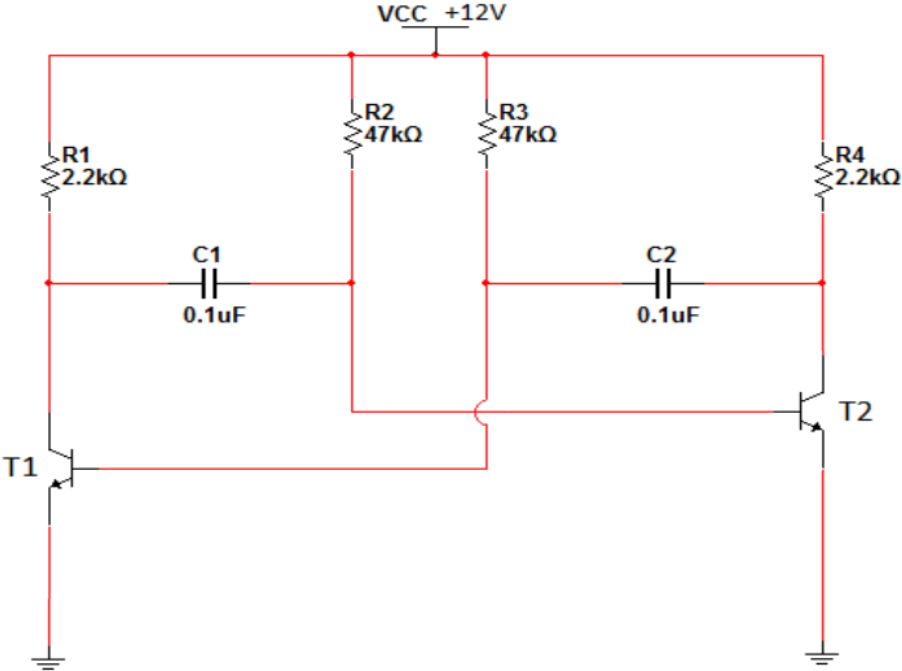 VCC +12V
R2
47kΩ
R3
47kΩ
R1
2.2kΩ
R4
2.2kΩ
C1
0.1uF
C2
0.1uF
T2
T1